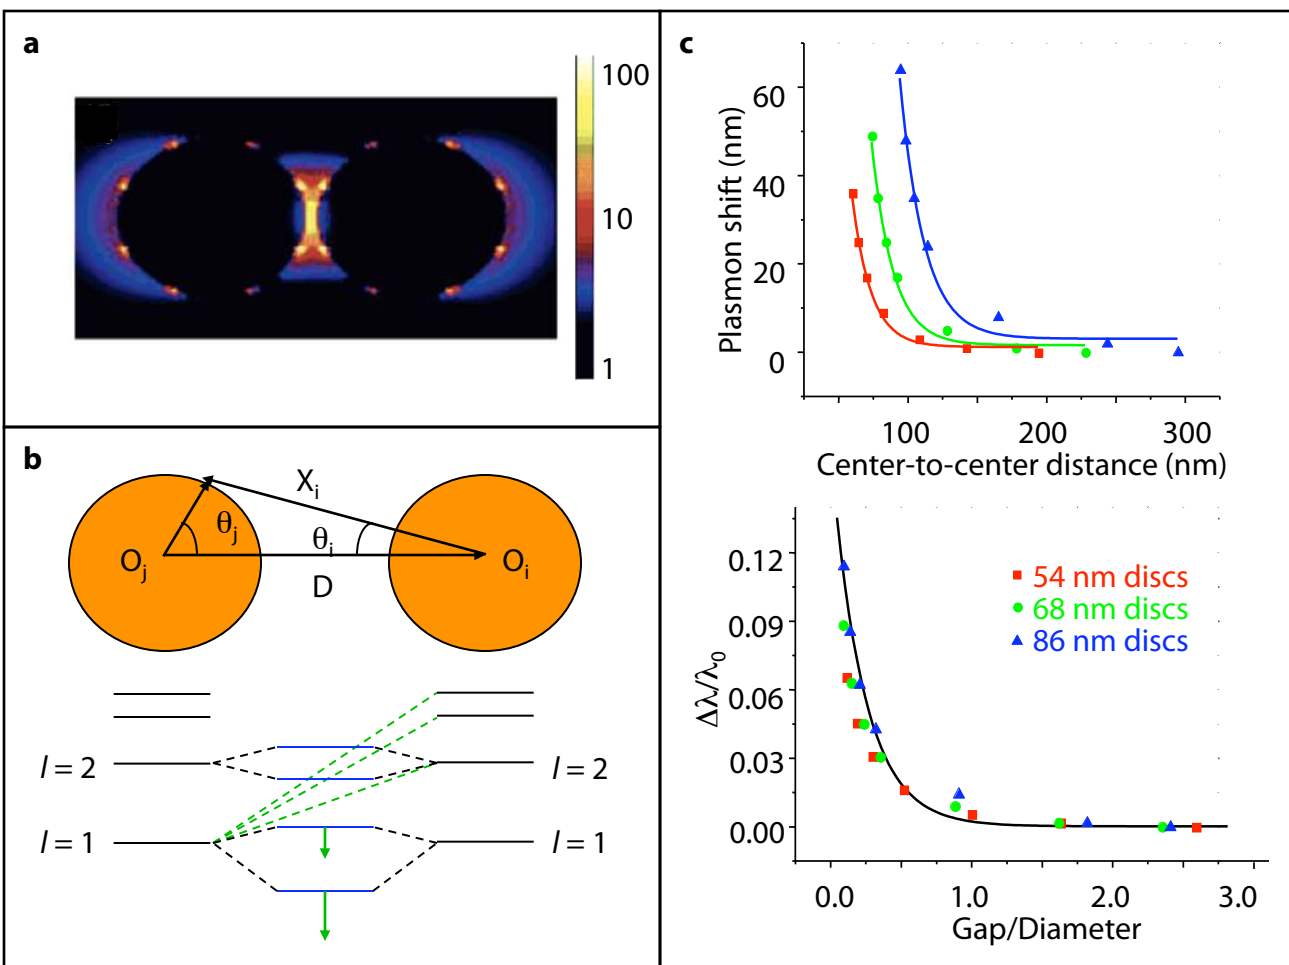 a
100
10
1
b
X_i
θ_j
θ_i
O_j
O_i
D
l = 2
l = 2
l = 1
l = 1
c
Plasmon shift (nm)
60
40
20
0
100 200 300
Center-to-center distance (nm)
Δλ/λ_0
0.12
0.09
0.06
0.03
0.00
54 nm discs
68 nm discs
86 nm discs
0.0 1.0 2.0 3.0
Gap/Diameter